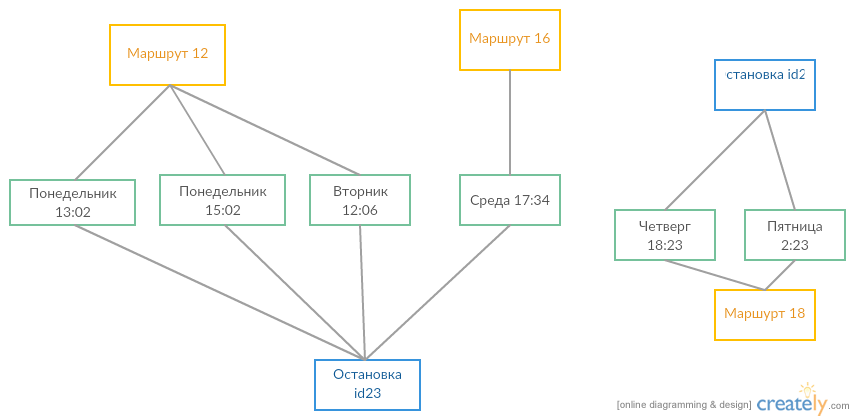 Маршрут 12
Маршрут 16
становка id2
Понедельник
13:02
Понедельник
15:02
Вторник
12:06
Среда 17:34
Четверг
18:23
Пятница
2:23
Маршурт 18
Остановка
id23
[online diagramming & design] creately.com